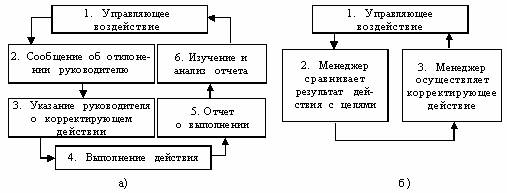 1. Управляющее
воздействие
2. Сообщение об отклоне-
нии руководителю
3. Указание руководителя
о корректирующем
действии
4. Выполнение действия
5. Отчет
о выполнении
6. Изучение и
анализ отчета
а)
1. Управляющее
воздействие
2. Менеджер
сравнивает
результат дей-
ствия с целями
3. Менеджер
осуществляет
корректирующее
действие
б)